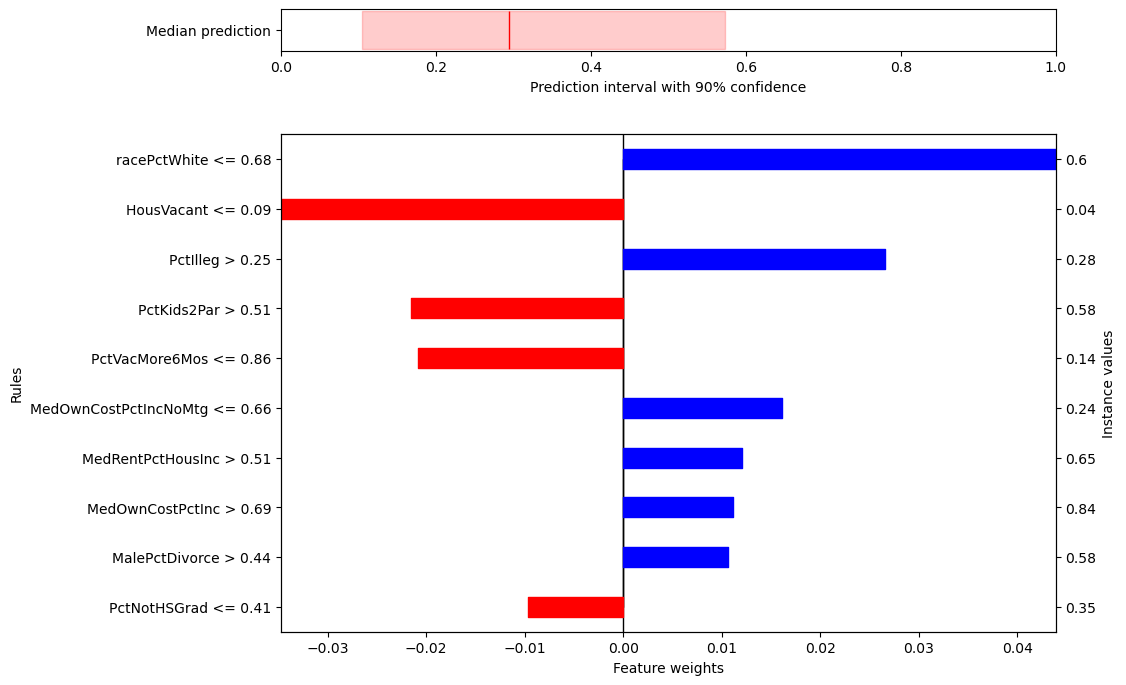 Median prediction
0.0 0.2 0.4 0.6 0.8 1.0
Prediction interval with 90% confidence
racePctWhite <= 0.68 0.6
HousVacant <= 0.09 0.04
PctIlleg > 0.25 0.28
PctKids2Par > 0.51 0.58
PctVacMore6Mos <= 0.86 0.14
MedOwnCostPctIncNoMtg <= 0.66 0.24
MedRentPctHousInc > 0.51 0.65
MedOwnCostPctInc > 0.69 0.84
MalePctDivorce > 0.44 0.58
PctNotHSGrad <= 0.41 0.35
Rules
Instance values
−0.03 −0.02 −0.01 0.00 0.01 0.02 0.03 0.04
Feature weights